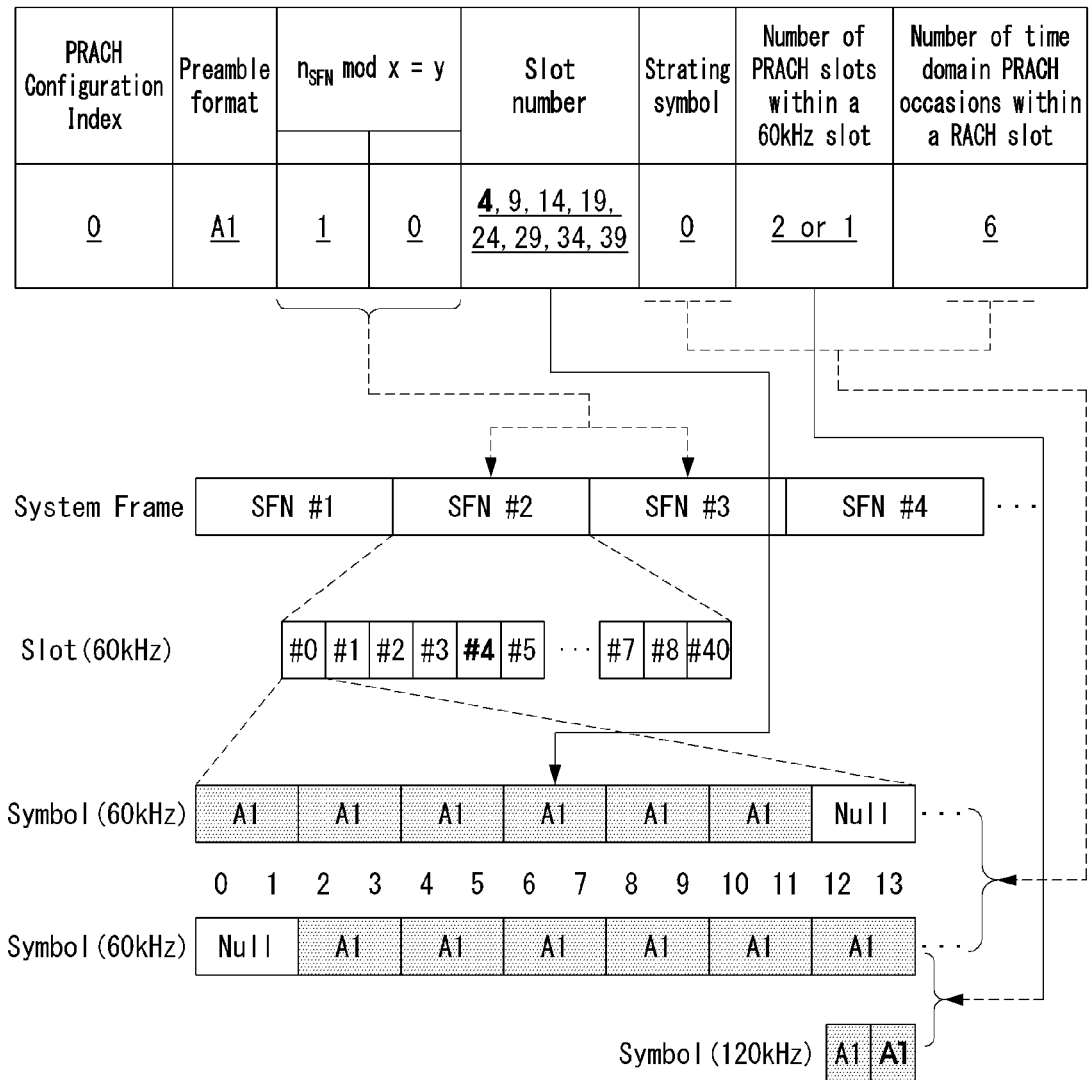 PRACH
Configuration
Index
Preamble
format
nSFN mod x = y
Slot
number
Strating
symbol
Number of
PRACH slots
within a
60kHz slot
Number of time
domain PRACH
occasions within
a RACH slot
0
A1
1
0
4, 9, 14, 19,
24, 29, 34, 39
0
2 or 1
6
System Frame SFN #1 SFN #2 SFN #3 SFN #4 ···
Slot(60kHz) #0 #1 #2 #3 #4 #5 ··· #7 #8 #40
Symbol(60kHz) A1 A1 A1 A1 A1 A1 Null ···
0 1 2 3 4 5 6 7 8 9 10 11 12 13
Symbol(60kHz) Null A1 A1 A1 A1 A1 A1 ···
Symbol(120kHz) A1 A1